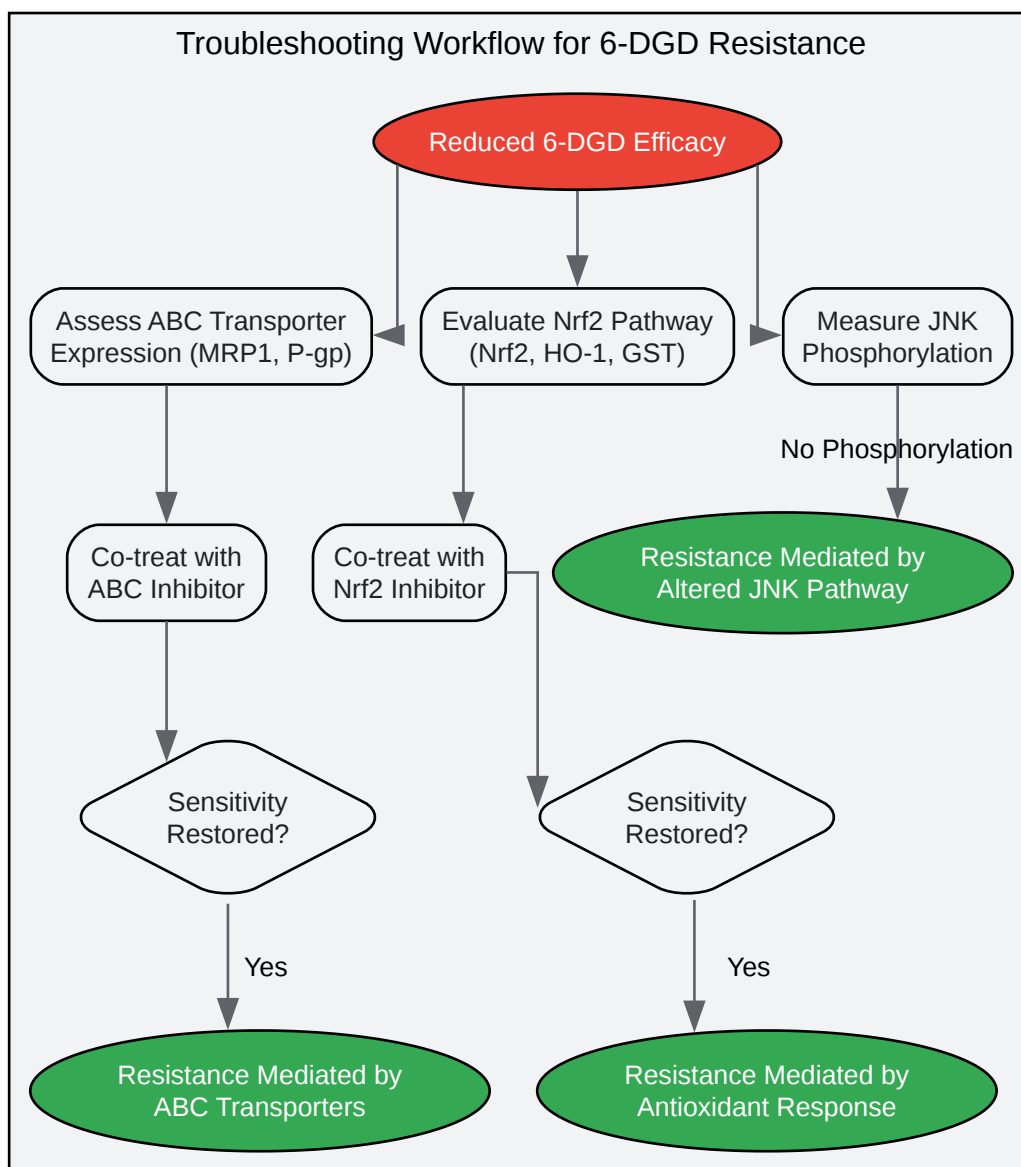 Troubleshooting Workflow for 6-DGD Resistance
Reduced 6-DGD Efficacy
Assess ABC Transporter
Expression (MRP1, P-gp)
Evaluate Nrf2 Pathway
(Nrf2, HO-1, GST)
Measure JNK
Phosphorylation
No Phosphorylation
Co-treat with
ABC Inhibitor
Co-treat with
Nrf2 Inhibitor
Resistance Mediated by
Altered JNK Pathway
Sensitivity
Restored?
Sensitivity
Restored?
Yes
Yes
Resistance Mediated by
ABC Transporters
Resistance Mediated by
Antioxidant Response